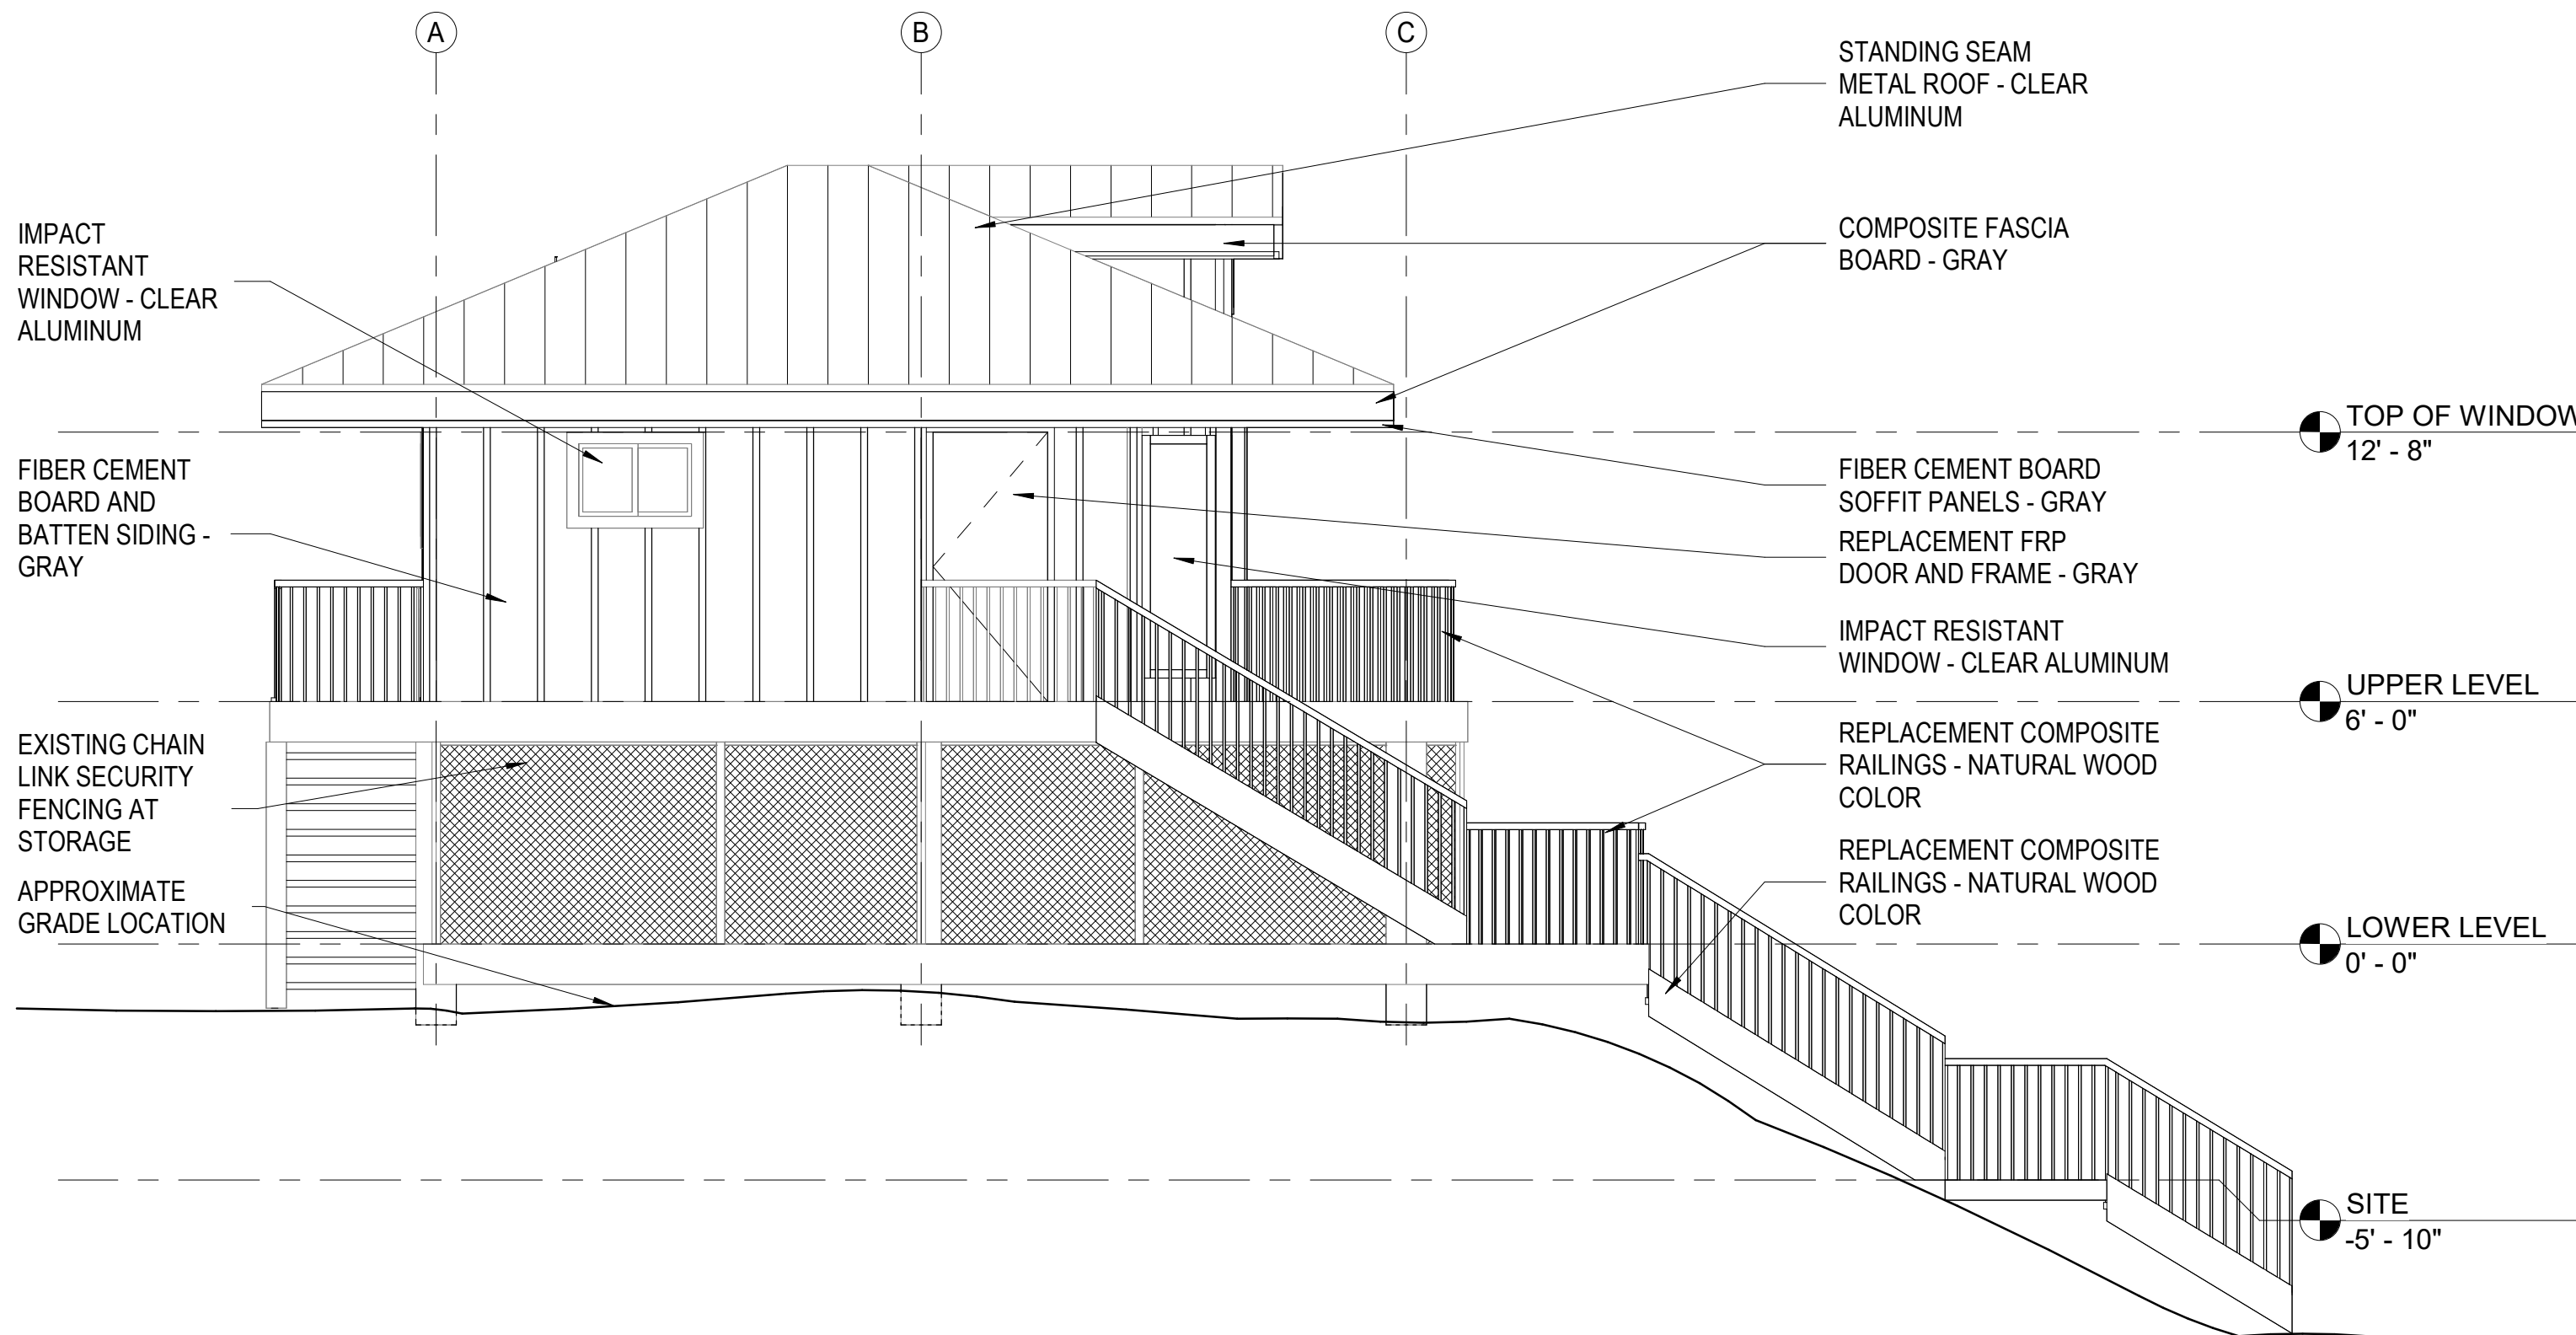 A
B
C
STANDING SEAM
METAL ROOF - CLEAR
ALUMINUM
IMPACT
RESISTANT
WINDOW - CLEAR
ALUMINUM
COMPOSITE FASCIA
BOARD - GRAY
TOP OF WINDOW
12' - 8"
FIBER CEMENT
BOARD AND
BATTEN SIDING -
GRAY
FIBER CEMENT BOARD
SOFFIT PANELS - GRAY
REPLACEMENT FRP
DOOR AND FRAME - GRAY
IMPACT RESISTANT
WINDOW - CLEAR ALUMINUM
UPPER LEVEL
6' - 0"
EXISTING CHAIN
LINK SECURITY
FENCING AT
STORAGE
REPLACEMENT COMPOSITE
RAILINGS - NATURAL WOOD
COLOR
APPROXIMATE
GRADE LOCATION
REPLACEMENT COMPOSITE
RAILINGS - NATURAL WOOD
COLOR
LOWER LEVEL
0' - 0"
SITE
-5' - 10"